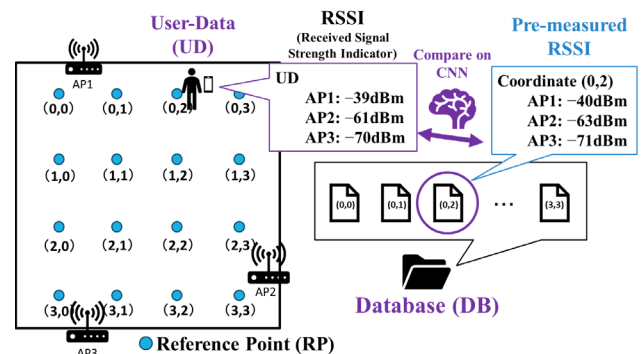 User-Data
(UD)
RSSI
(Received Signal
Strength Indicator)
Compare on
CNN
Pre-measured
RSSI
AP1
UD
AP1: −39dBm
AP2: −61dBm
AP3: −70dBm
Coordinate (0,2)
AP1: −40dBm
AP2: −63dBm
AP3: −71dBm
(0,0) (0,1) (0,2) (0,3)
(1,0) (1,1) (1,2) (1,3)
(2,0) (2,1) (2,2) (2,3)
(3,0) (3,1) (3,2) (3,3)
AP2
AP3
(0,0) (0,1) (0,2) ··· (3,3)
Database (DB)
Reference Point (RP)